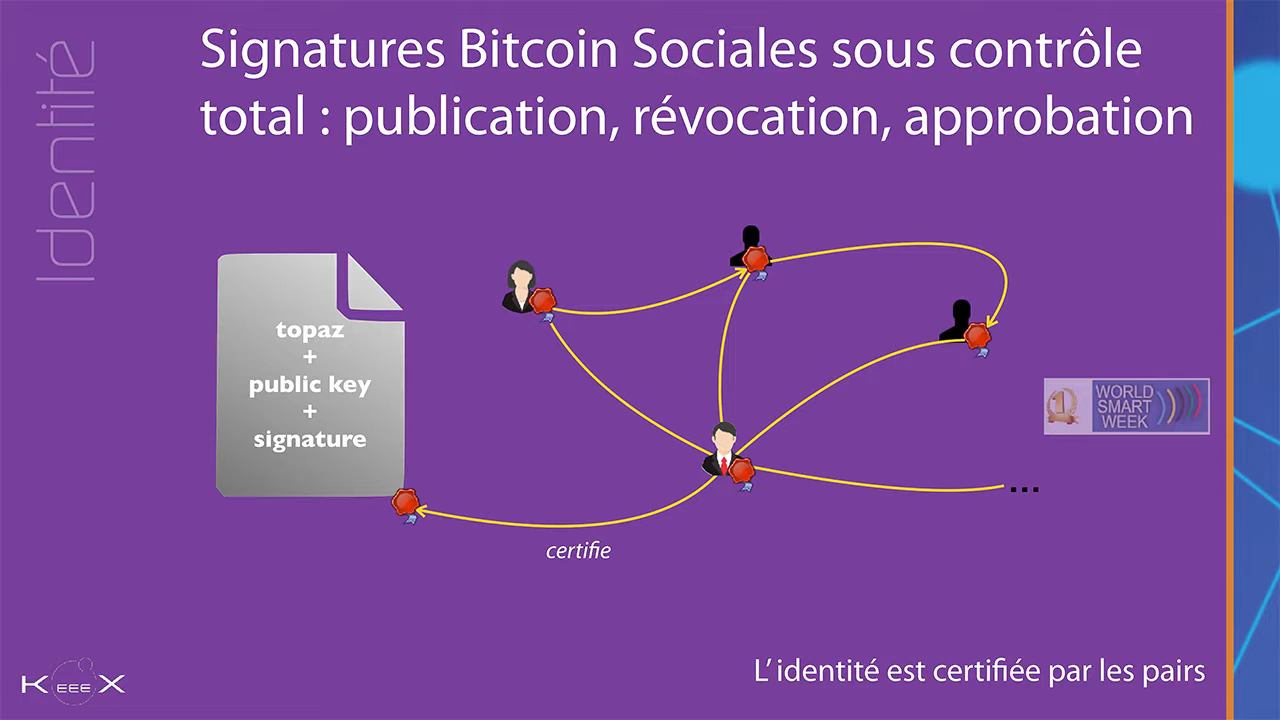 Identité
Signatures Bitcoin Sociales sous contrôle
total : publication, révocation, approbation
topaz
+
public key
+
signature
1
WORLD
SMART
WEEK
...
certifie
L’identité est certifiée par les pairs
KEEEX